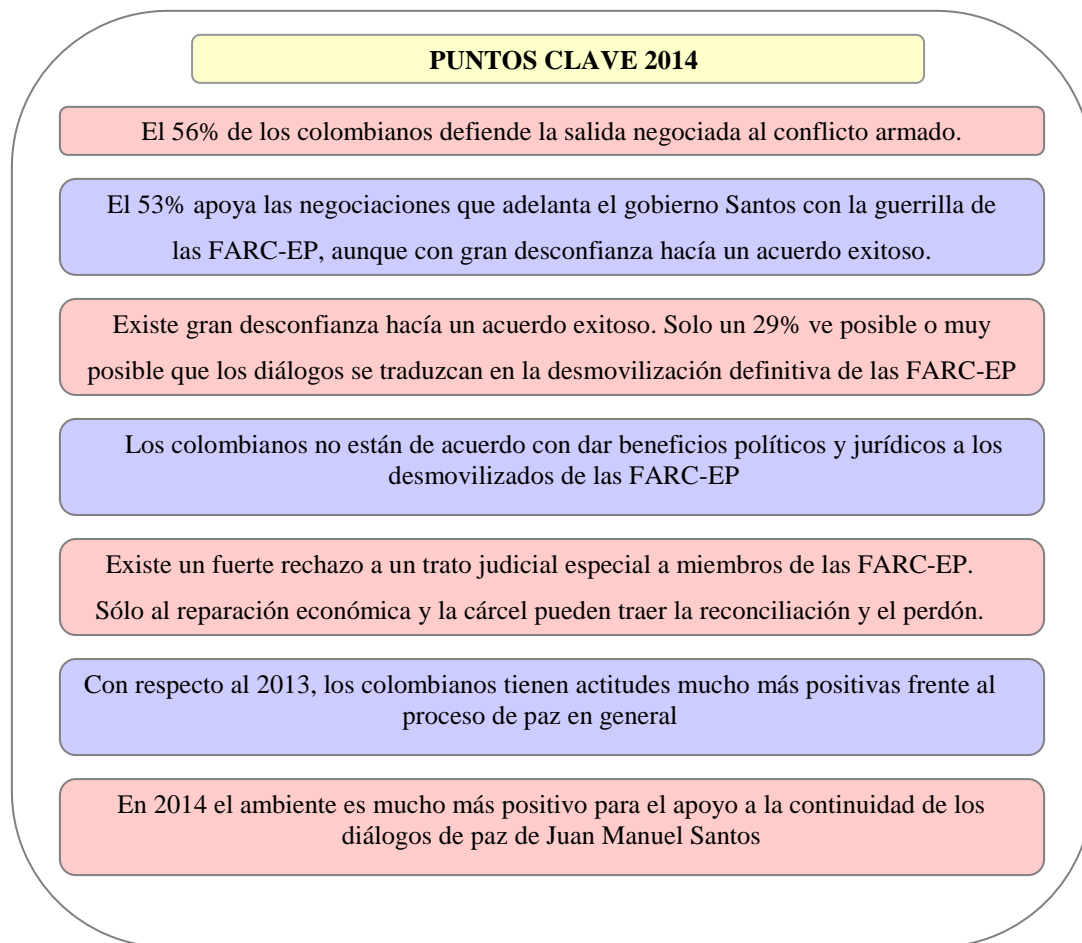 PUNTOS CLAVE 2014
El 56% de los colombianos defiende la salida negociada al conflicto armado.
El 53% apoya las negociaciones que adelanta el gobierno Santos con la guerrilla de
las FARC-EP, aunque con gran desconfianza hacía un acuerdo exitoso.
Existe gran desconfianza hacía un acuerdo exitoso. Solo un 29% ve posible o muy
posible que los diálogos se traduzcan en la desmovilización definitiva de las FARC-EP
Los colombianos no están de acuerdo con dar beneficios políticos y jurídicos a los
desmovilizados de las FARC-EP
Existe un fuerte rechazo a un trato judicial especial a miembros de las FARC-EP.
Sólo al reparación económica y la cárcel pueden traer la reconciliación y el perdón.
Con respecto al 2013, los colombianos tienen actitudes mucho más positivas frente al
proceso de paz en general
En 2014 el ambiente es mucho más positivo para el apoyo a la continuidad de los
diálogos de paz de Juan Manuel Santos